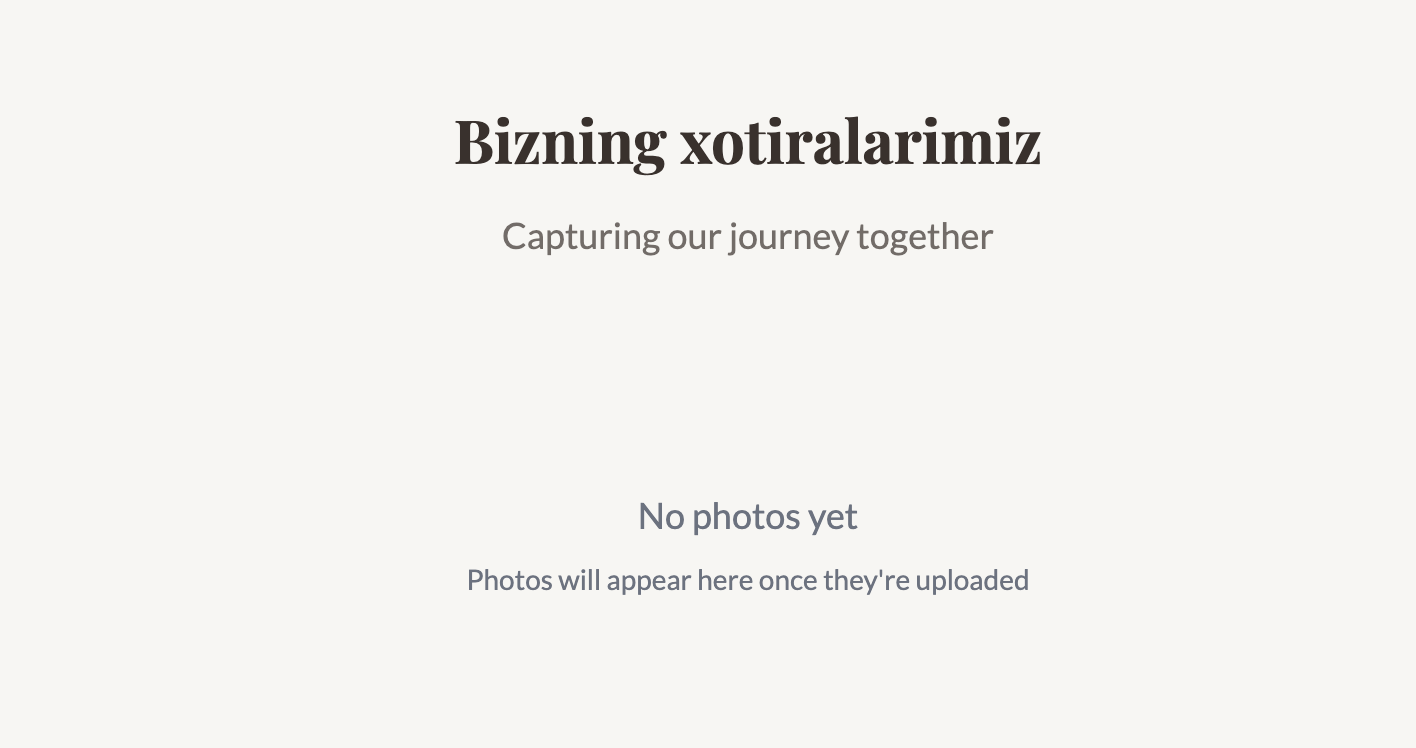 Bizning xotiralarimiz
Capturing our journey together
No photos yet
Photos will appear here once they're uploaded